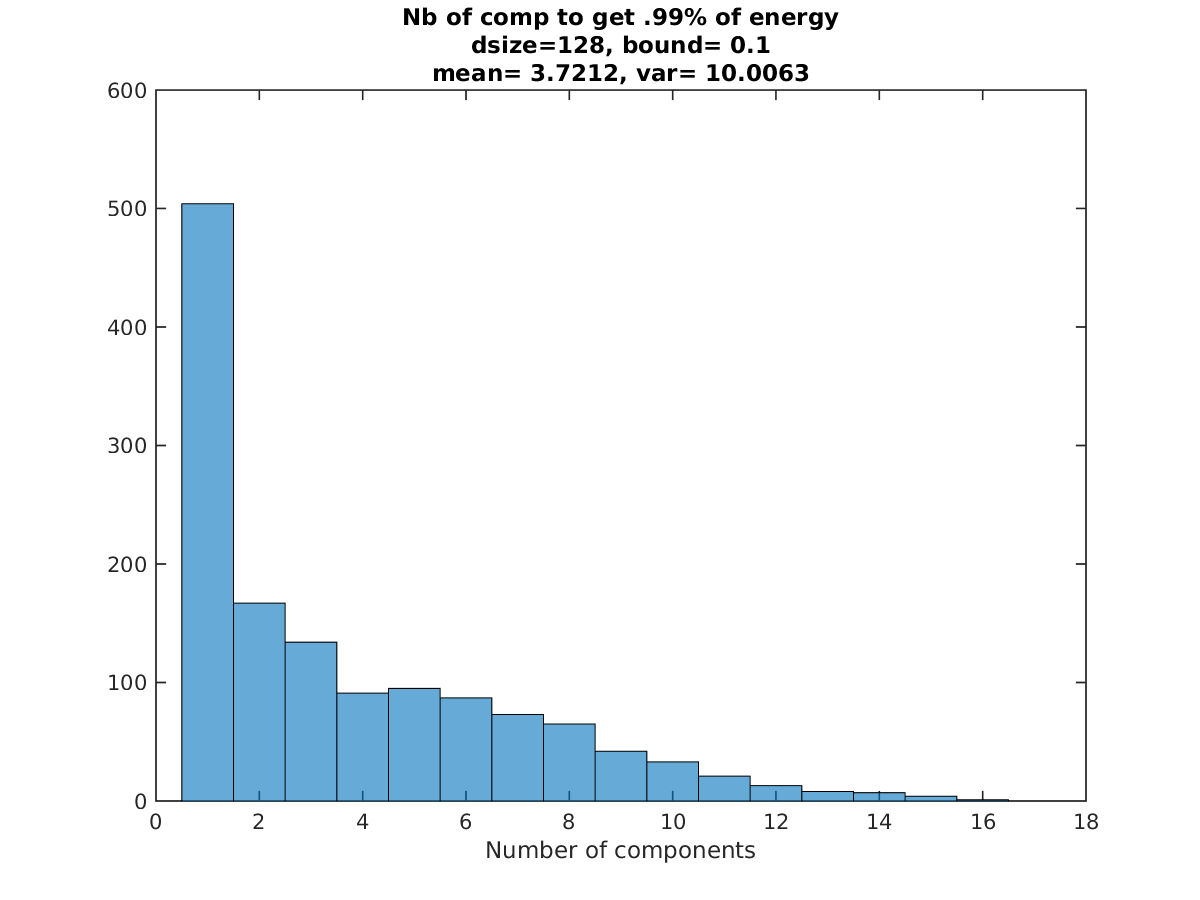 Nb of comp to get .99% of energy
dsize=128, bound= 0.1
mean= 3.7212, var= 10.0063
600
500
400
300
200
100
0
0 2 4 6 8 10 12 14 16 18
Number of components